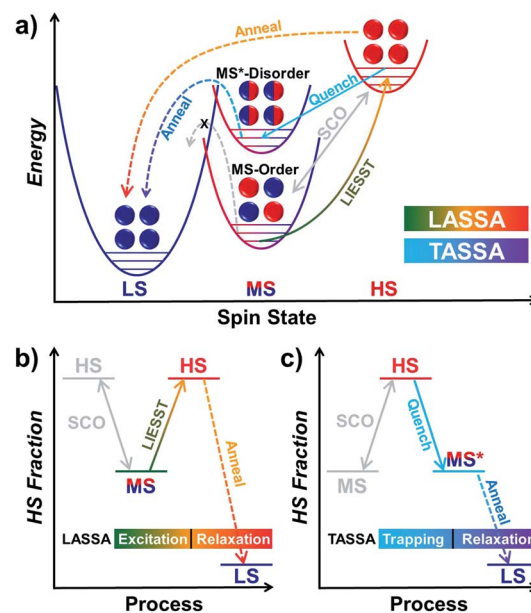 a)
Energy
Anneal
MS*-Disorder
Quench
Anneal
X
MS-Order
SCO
LIESST
LASSA
TASSA
LS
MS
HS
Spin State
b)
HS Fraction
HS
HS
SCO
LIESST
Anneal
MS
LASSA Excitation Relaxation
LS
Process
c)
HS Fraction
HS
SCO
Quench
MS
MS*
Anneal
TASSA Trapping Relaxation
LS
Process